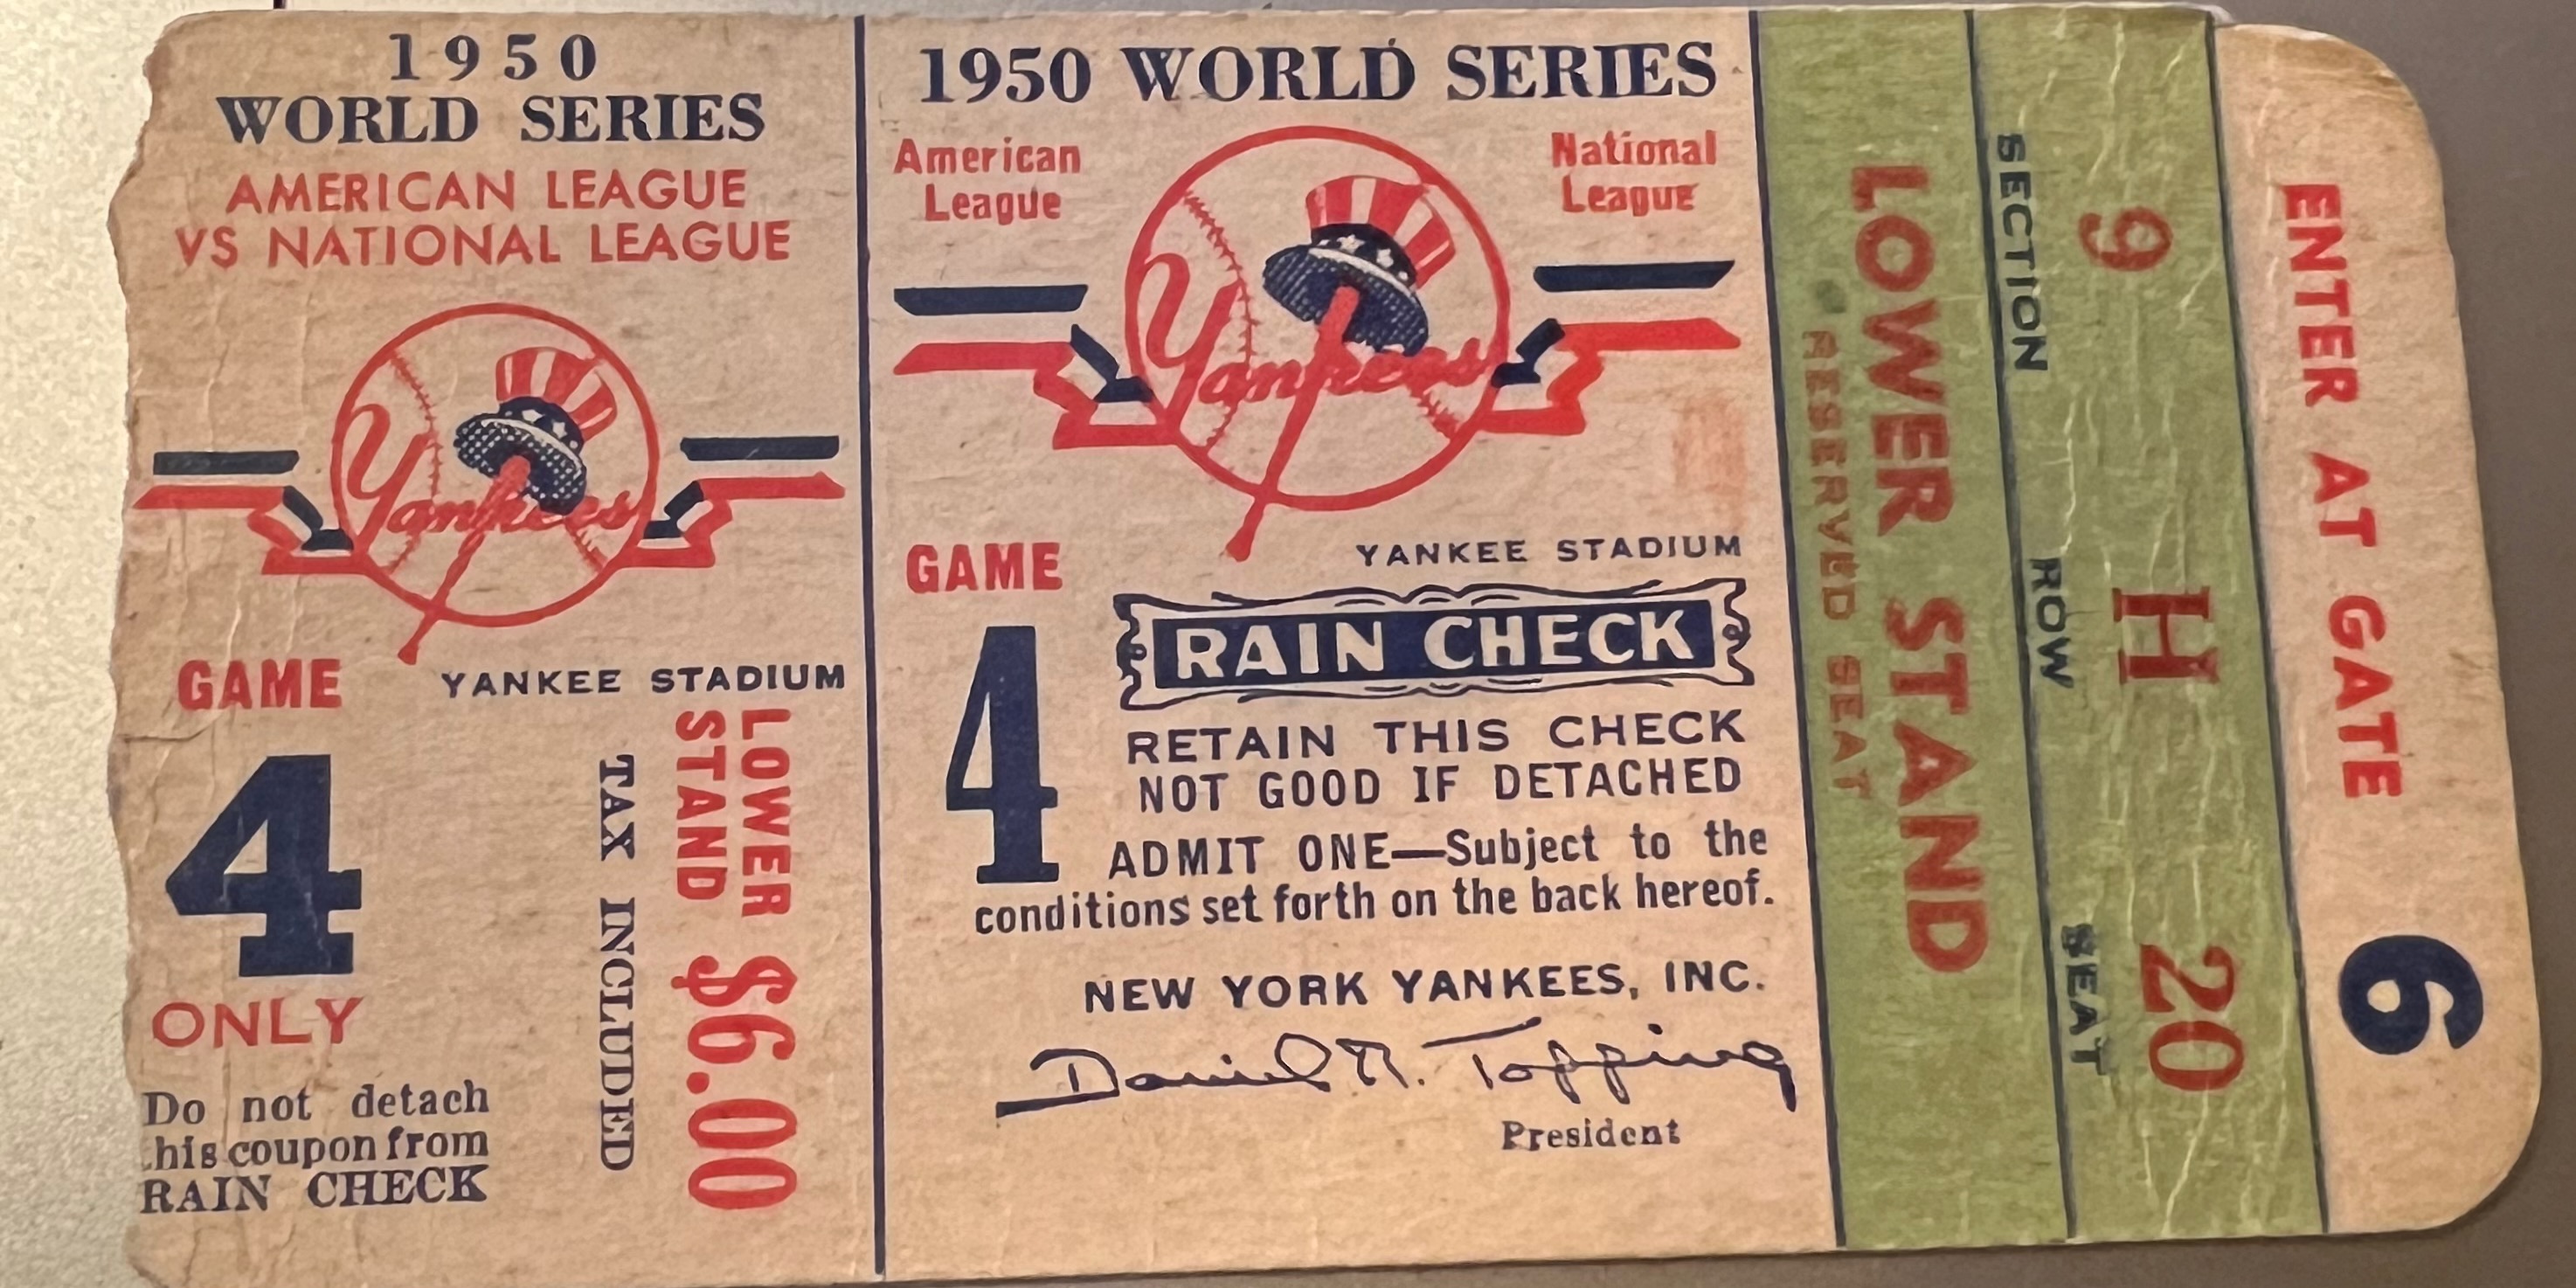 1950
WORLD SERIES
AMERICAN LEAGUE
VS NATIONAL LEAGUE
Yankees
GAME
YANKEE STADIUM
4
ONLY
LOWER
STAND
$6.00
TAX INCLUDED
Do not detach
his coupon from
RAIN CHECK
1950 WORLD SERIES
American
League
National
League
Yankees
GAME
4
YANKEE STADIUM
RAIN CHECK
RETAIN THIS CHECK
NOT GOOD IF DETACHED
ADMIT ONE—Subject to the
conditions set forth on the back hereof.
NEW YORK YANKEES, INC.
Daniel R. Topping
President
LOWER STAND
RESERVED SEAT
SECTION 9
ROW H
SEAT 20
ENTER AT GATE 6